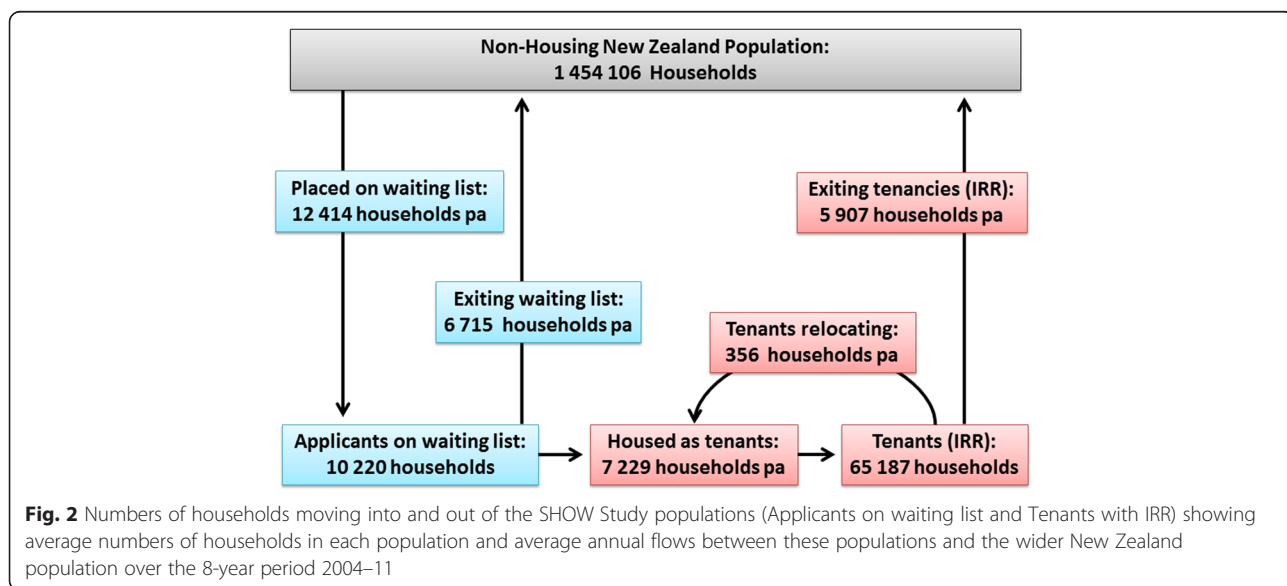 Non-Housing New Zealand Population:
1 454 106 Households
Placed on waiting list:
12 414 households pa
Exiting tenancies (IRR):
5 907 households pa
Exiting waiting list:
6 715 households pa
Tenants relocating:
356 households pa
Applicants on waiting list:
10 220 households
Housed as tenants:
7 229 households pa
Tenants (IRR):
65 187 households
Fig. 2 Numbers of households moving into and out of the SHOW Study populations (Applicants on waiting list and Tenants with IRR) showing
average numbers of households in each population and average annual flows between these populations and the wider New Zealand
population over the 8-year period 2004–11